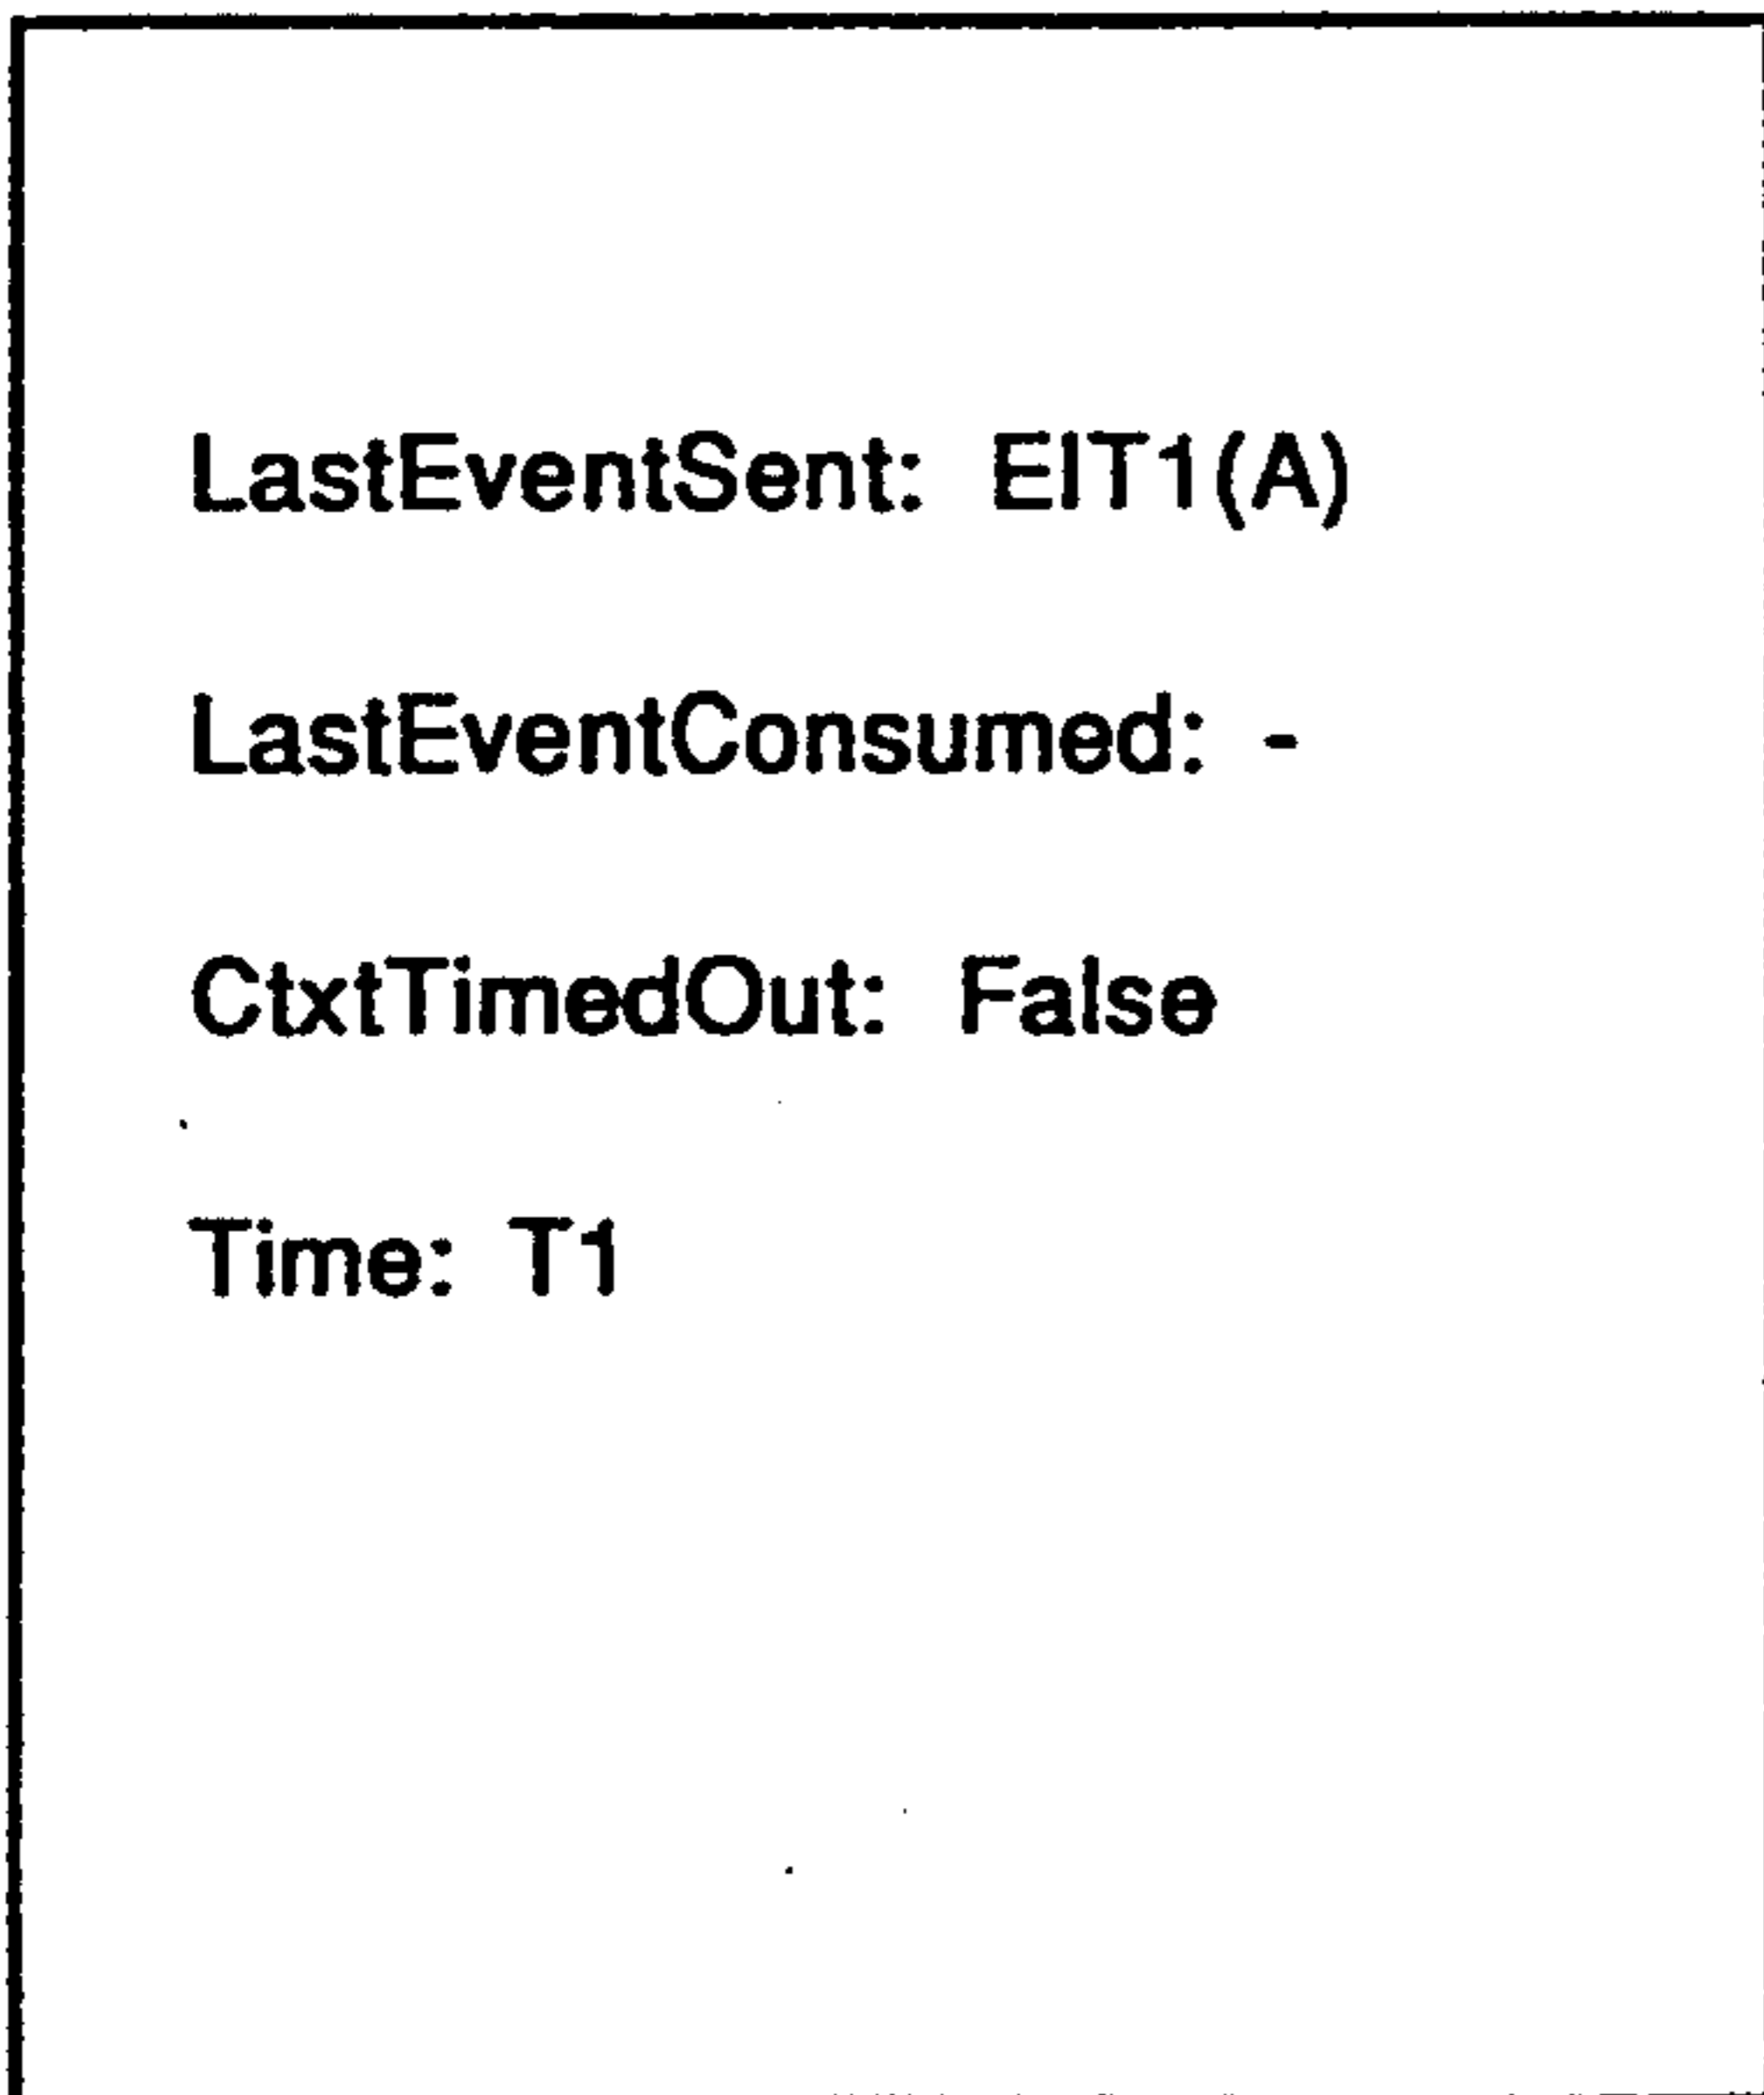 LastEventSent: EIT1(A)
LastEventConsumed: -
CtxtTimedOut: False
Time: T1